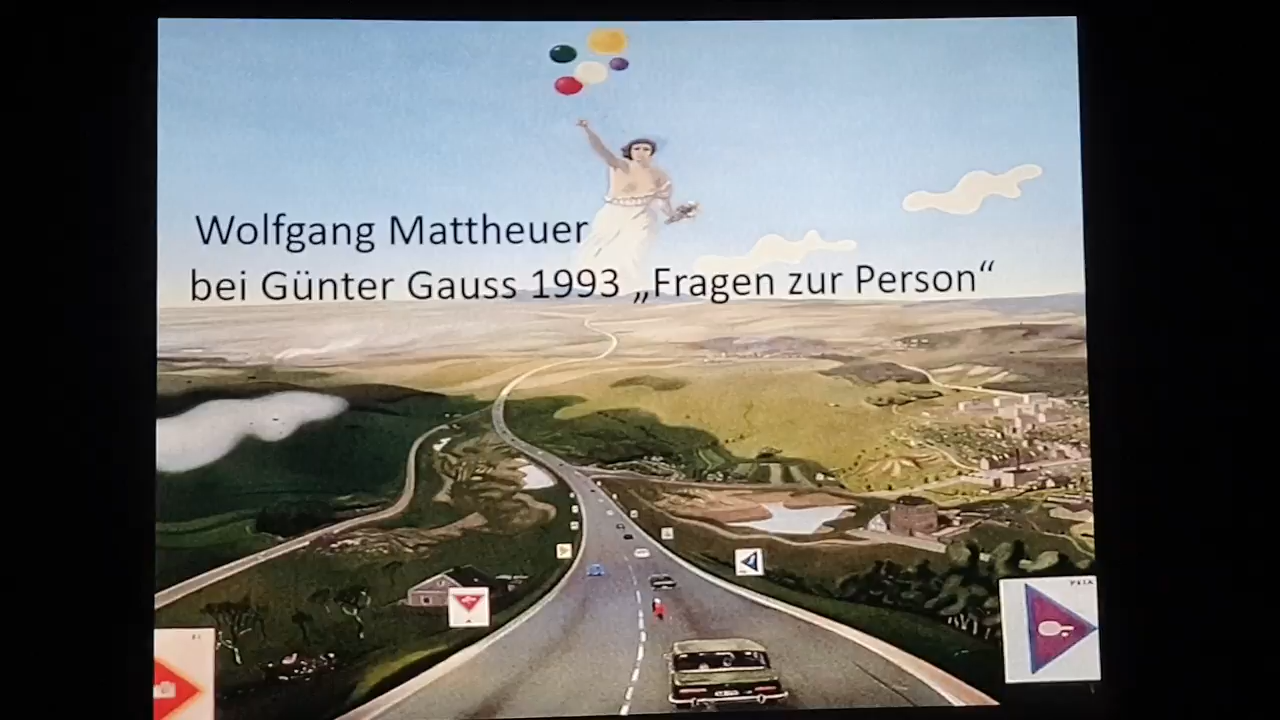 Wolfgang Mattheuer
bei Günter Gauss 1993 „Fragen zur Person“